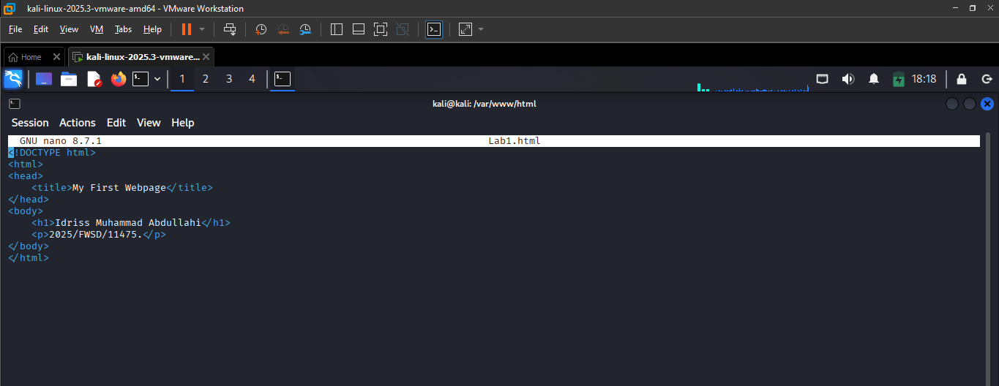 kali-linux-2025.3-vmware-amd64 - VMware Workstation
File Edit View VM Tabs Help
Home kali-linux-2025.3-vmware...
1 2 3 4 18:18
kali@kali: /var/www/html
Session Actions Edit View Help
GNU nano 8.7.1 Lab1.html
<!DOCTYPE html>
<html>
<head>
    <title>My First Webpage</title>
</head>
<body>
    <h1>Idriss Muhammad Abdullahi</h1>
    <p>2025/FWSD/11475.</p>
</body>
</html>